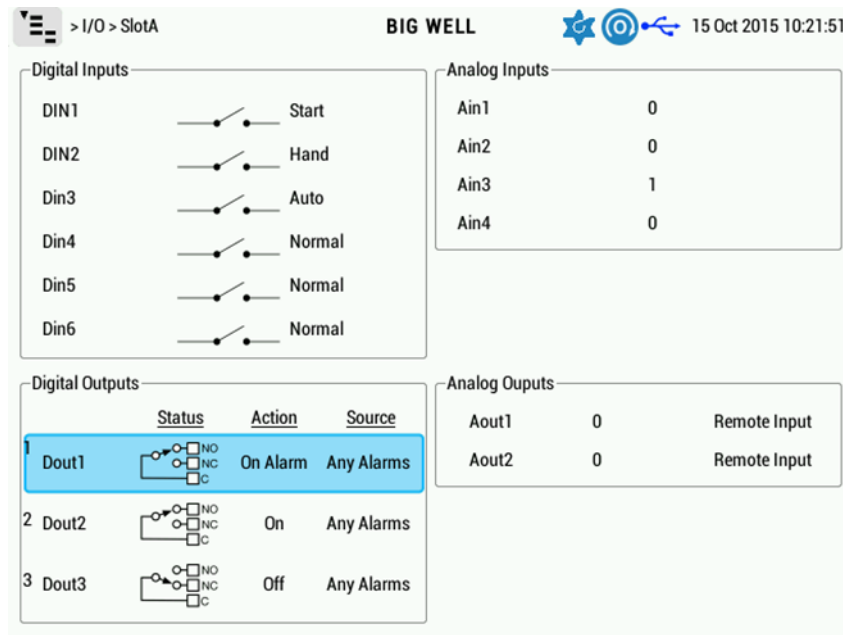 > I/O > SlotA BIG WELL 15 Oct 2015 10:21:51
Digital Inputs
DIN1 Start
DIN2 Hand
Din3 Auto
Din4 Normal
Din5 Normal
Din6 Normal
Analog Inputs
Ain1 0
Ain2 0
Ain3 1
Ain4 0
Digital Outputs
Status Action Source
1 Dout1 NO NC C On Alarm Any Alarms
2 Dout2 NO NC C On Any Alarms
3 Dout3 NO NC C Off Any Alarms
Analog Ouputs
Aout1 0 Remote Input
Aout2 0 Remote Input